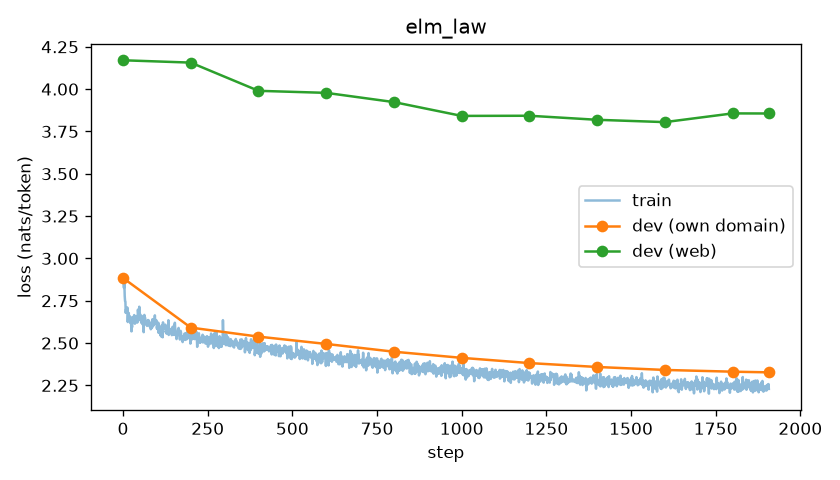 elm_law
4.25
4.00
3.75
3.50
3.25
3.00
2.75
2.50
2.25
loss (nats/token)
train
dev (own domain)
dev (web)
0 250 500 750 1000 1250 1500 1750 2000
step